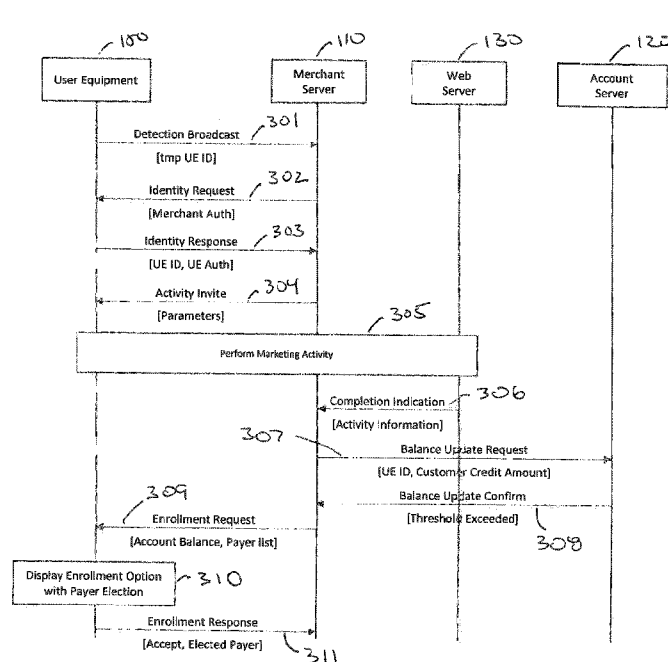 100
110
130
User Equipment
Merchant
Server
Web
Server
Account
Server
301
Detection Broadcast
[tmp UE ID]
302
Identity Request
[Merchant Auth]
303
Identity Response
[UE ID, UE Auth]
304
Activity Invite
[Parameters]
305
Perform Marketing Activity
306
Completion Indication
[Activity Information]
307
Balance Update Request
[UE ID, Customer Credit Amount]
Balance Update Confirm
[Threshold Exceeded]
308
309
Enrollment Request
[Account Balance, Payer list]
310
Display Enrollment Option
with Payer Election
Enrollment Response
[Accept, Elected Payer]
311